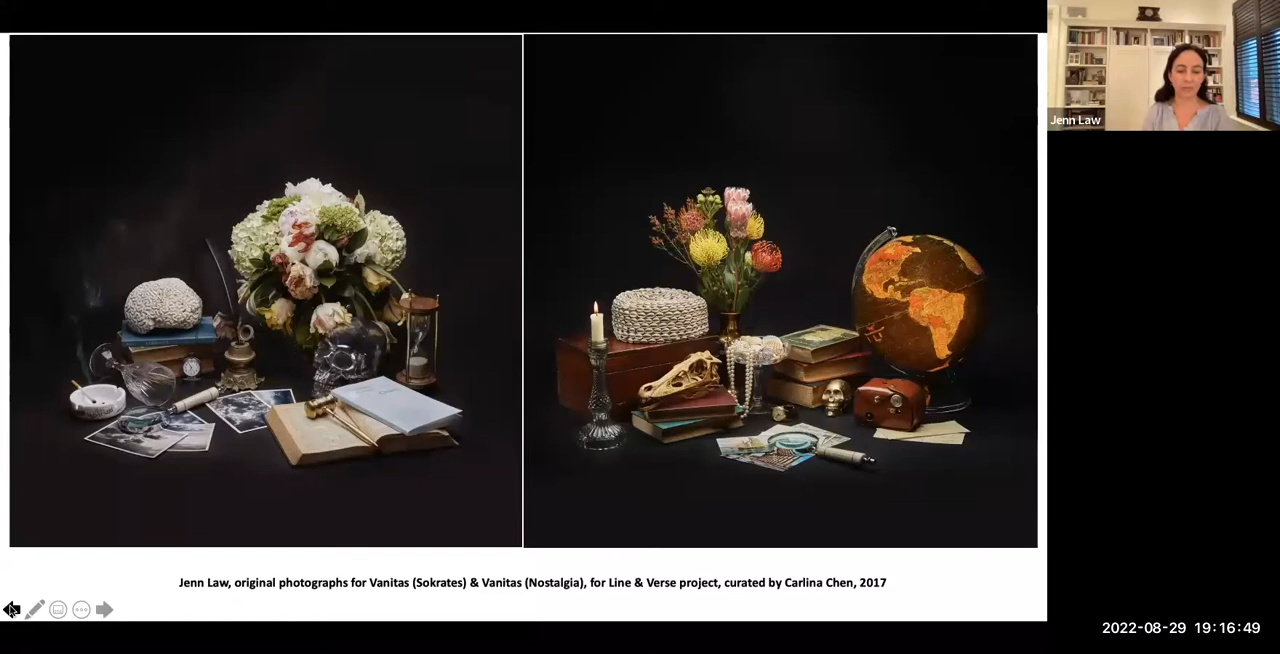 Jenn Law
Jenn Law, original photographs for Vanitas (Sokrates) & Vanitas (Nostalgia), for Line & Verse project, curated by Carlina Chen, 2017
2022-08-29 19:16:49